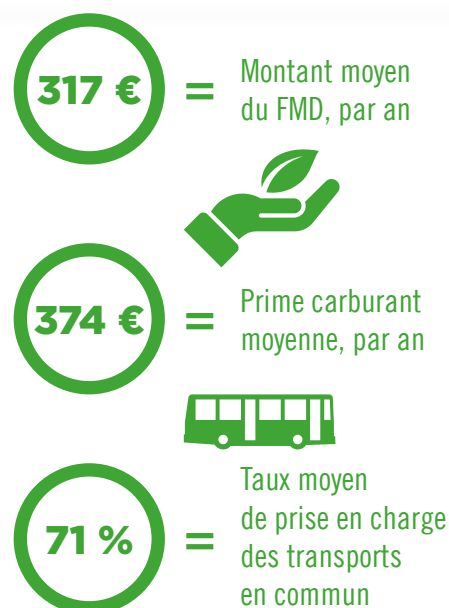 317 € = Montant moyen
du FMD, par an
374 € = Prime carburant
moyenne, par an
71 % = Taux moyen
de prise en charge
des transports
en commun